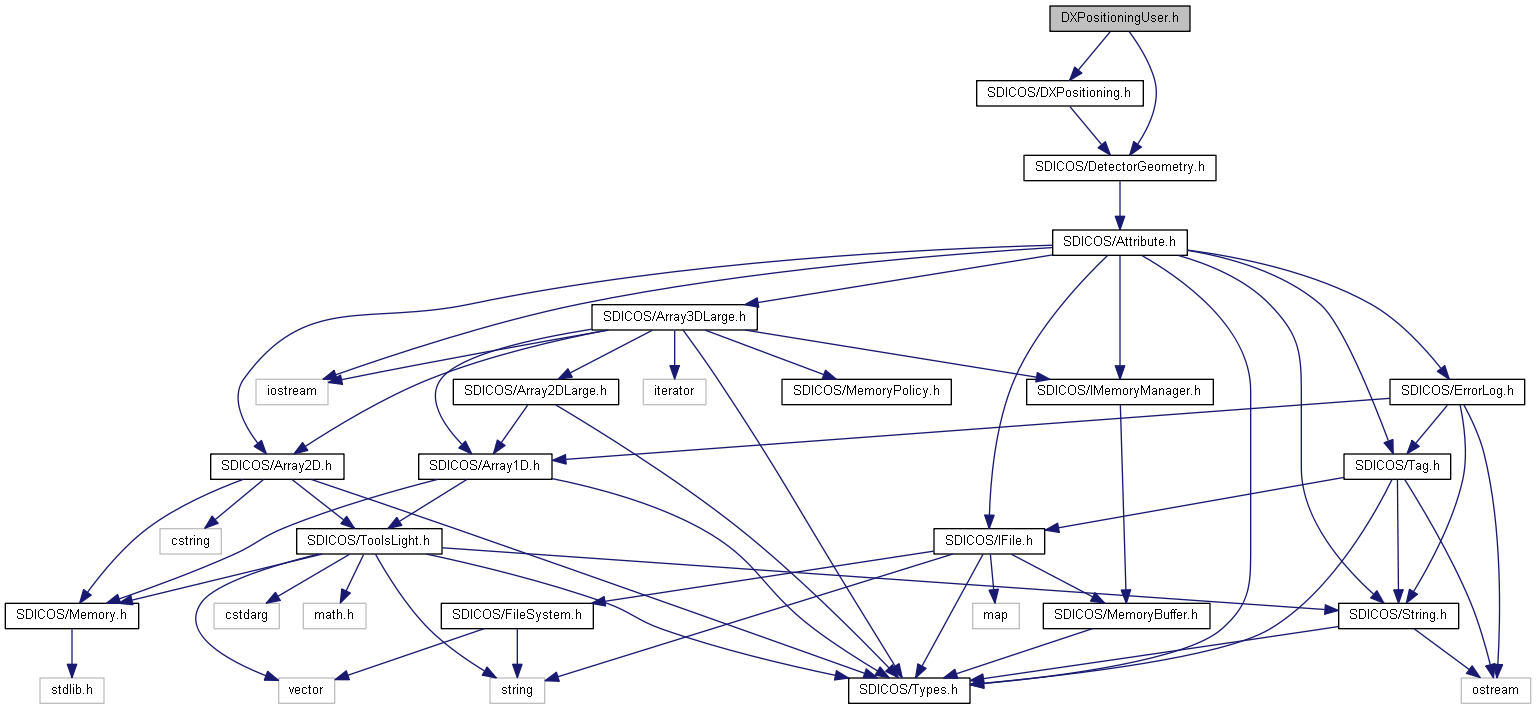 DXPositioningUser.h
SDICOS/DXPositioning.h
SDICOS/DetectorGeometry.h
SDICOS/Attribute.h
SDICOS/Array3DLarge.h
iostream
SDICOS/Array2DLarge.h
iterator
SDICOS/MemoryPolicy.h
SDICOS/IMemoryManager.h
SDICOS/ErrorLog.h
SDICOS/Array2D.h
SDICOS/Array1D.h
SDICOS/Tag.h
cstring
SDICOS/ToolsLight.h
SDICOS/IFile.h
SDICOS/Memory.h
cstdarg
math.h
SDICOS/FileSystem.h
map
SDICOS/MemoryBuffer.h
SDICOS/String.h
stdlib.h
vector
string
SDICOS/Types.h
ostream